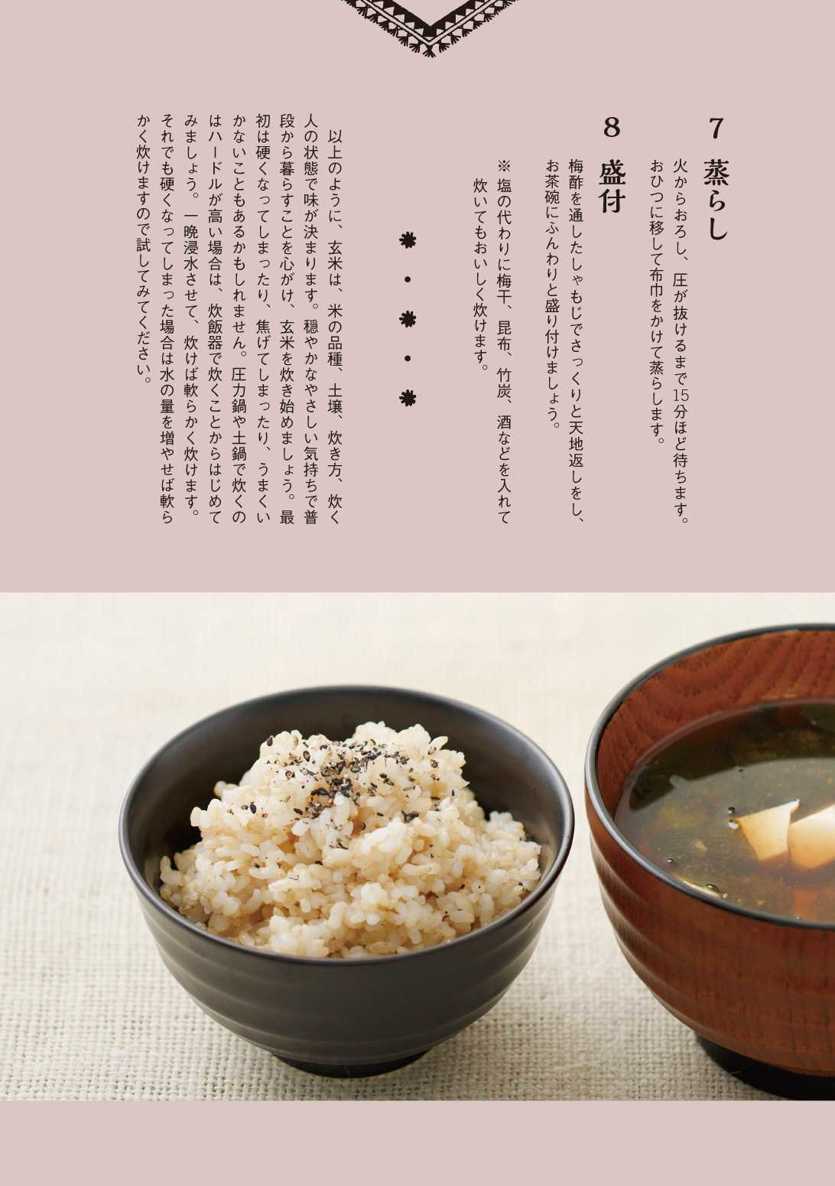 7 蒸らし
火からおろし、圧が抜けるまで15分ほど待ちます。
おひつに移して布巾をかけて蒸らします。
8 盛付
梅酢を通したしゃもじでさっくりと天地返しをし、
お茶碗にふんわりと盛り付けましょう。
※ 塩の代わりに梅干、昆布、竹炭、酒などを入れて
炊いてもおいしく炊けます。
以上のように、玄米は、米の品種、土壌、炊き方、炊く
人の状態で味が決まります。穏やかなやさしい気持ちで普
段から暮らすことを心がけ、玄米を炊き始めましょう。最
初は硬くなってしまったり、焦げてしまったり、うまくい
かないこともあるかもしれません。圧力鍋や土鍋で炊くの
はハードルが高い場合は、炊飯器で炊くことからはじめて
みましょう。一晩浸水させて、炊けば軟らかく炊けます。
それでも硬くなってしまった場合は水の量を増やせば軟ら
かく炊けますので試してみてください。